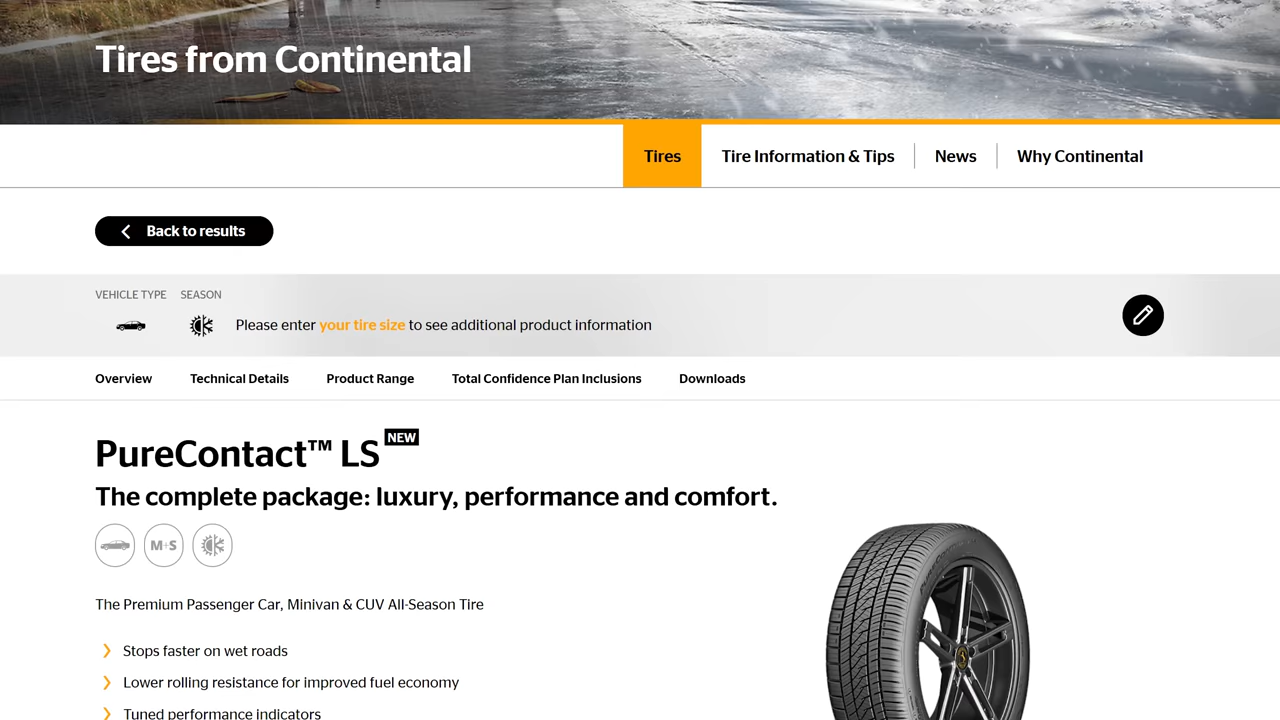 Tires from Continental
Tires
Tire Information & Tips
News
Why Continental
Back to results
VEHICLE TYPE
SEASON
Please enter your tire size to see additional product information
Overview
Technical Details
Product Range
Total Confidence Plan Inclusions
Downloads
PureContact™ LS NEW
The complete package: luxury, performance and comfort.
M+S
The Premium Passenger Car, Minivan & CUV All-Season Tire
Stops faster on wet roads
Lower rolling resistance for improved fuel economy
Tuned performance indicators